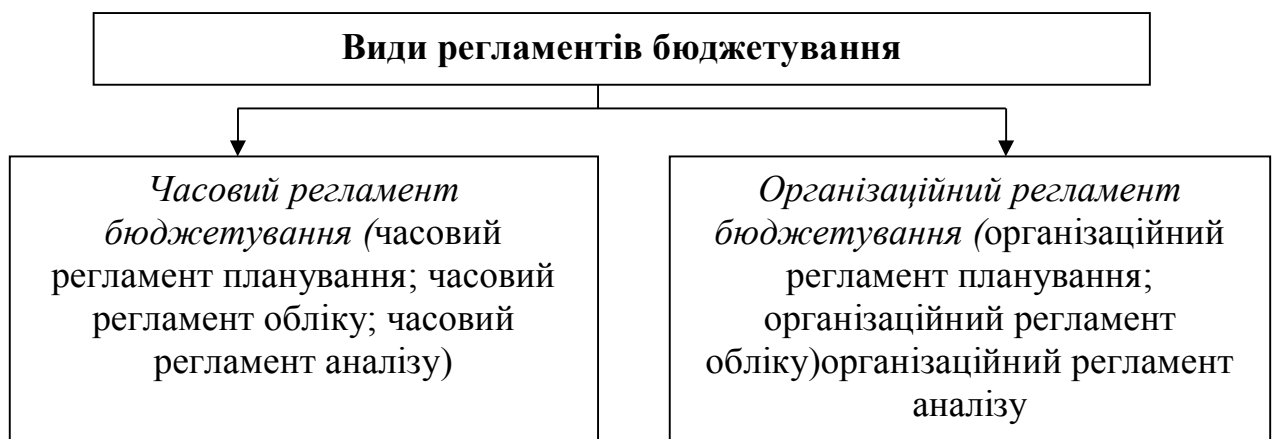 Види регламентів бюджетування
Часовий регламент
бюджетування (часовий
регламент планування; часовий
регламент обліку; часовий
регламент аналізу)
Організаційний регламент
бюджетування (організаційний
регламент планування;
організаційний регламент
обліку)організаційний регламент
аналізу